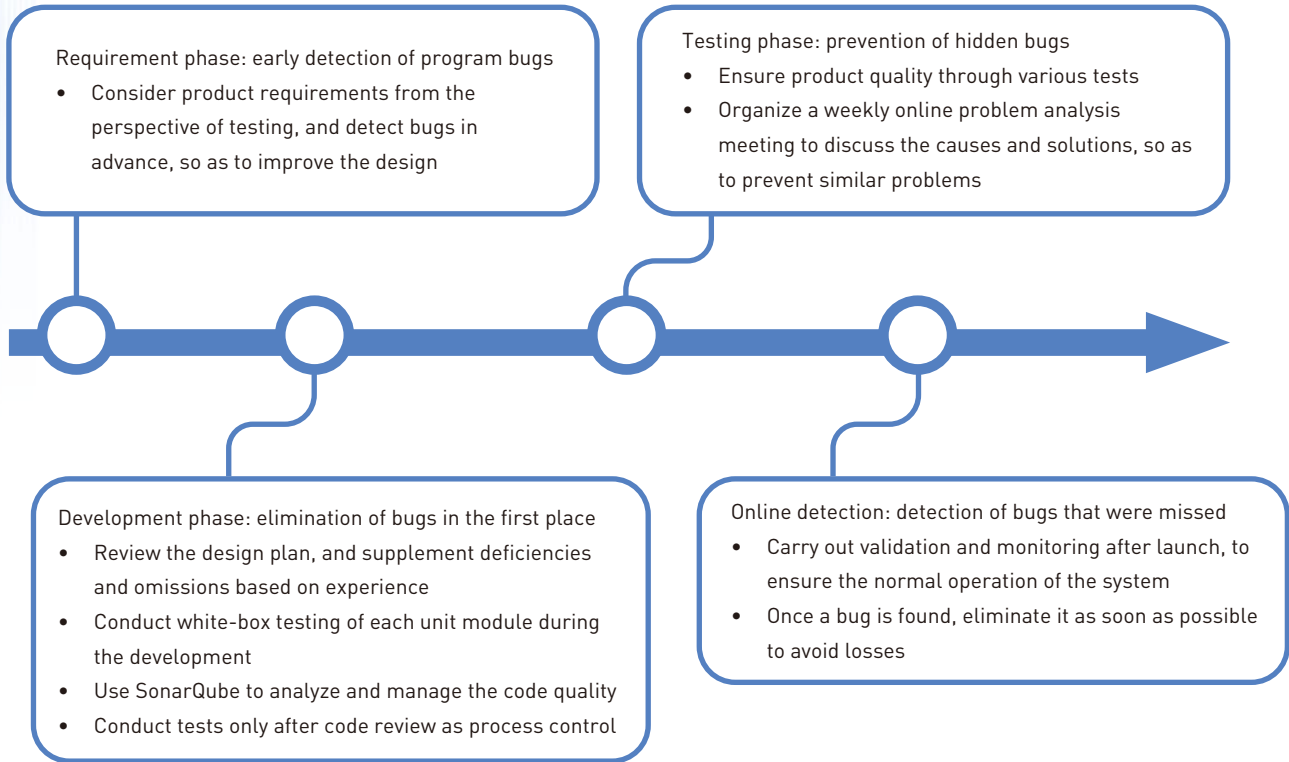 Requirement phase: early detection of program bugs
• Consider product requirements from the
perspective of testing, and detect bugs in
advance, so as to improve the design
Development phase: elimination of bugs in the first place
• Review the design plan, and supplement deficiencies
and omissions based on experience
• Conduct white-box testing of each unit module during
the development
• Use SonarQube to analyze and manage the code quality
• Conduct tests only after code review as process control
Testing phase: prevention of hidden bugs
• Ensure product quality through various tests
• Organize a weekly online problem analysis
meeting to discuss the causes and solutions, so as
to prevent similar problems
Online detection: detection of bugs that were missed
• Carry out validation and monitoring after launch, to
ensure the normal operation of the system
• Once a bug is found, eliminate it as soon as possible
to avoid losses